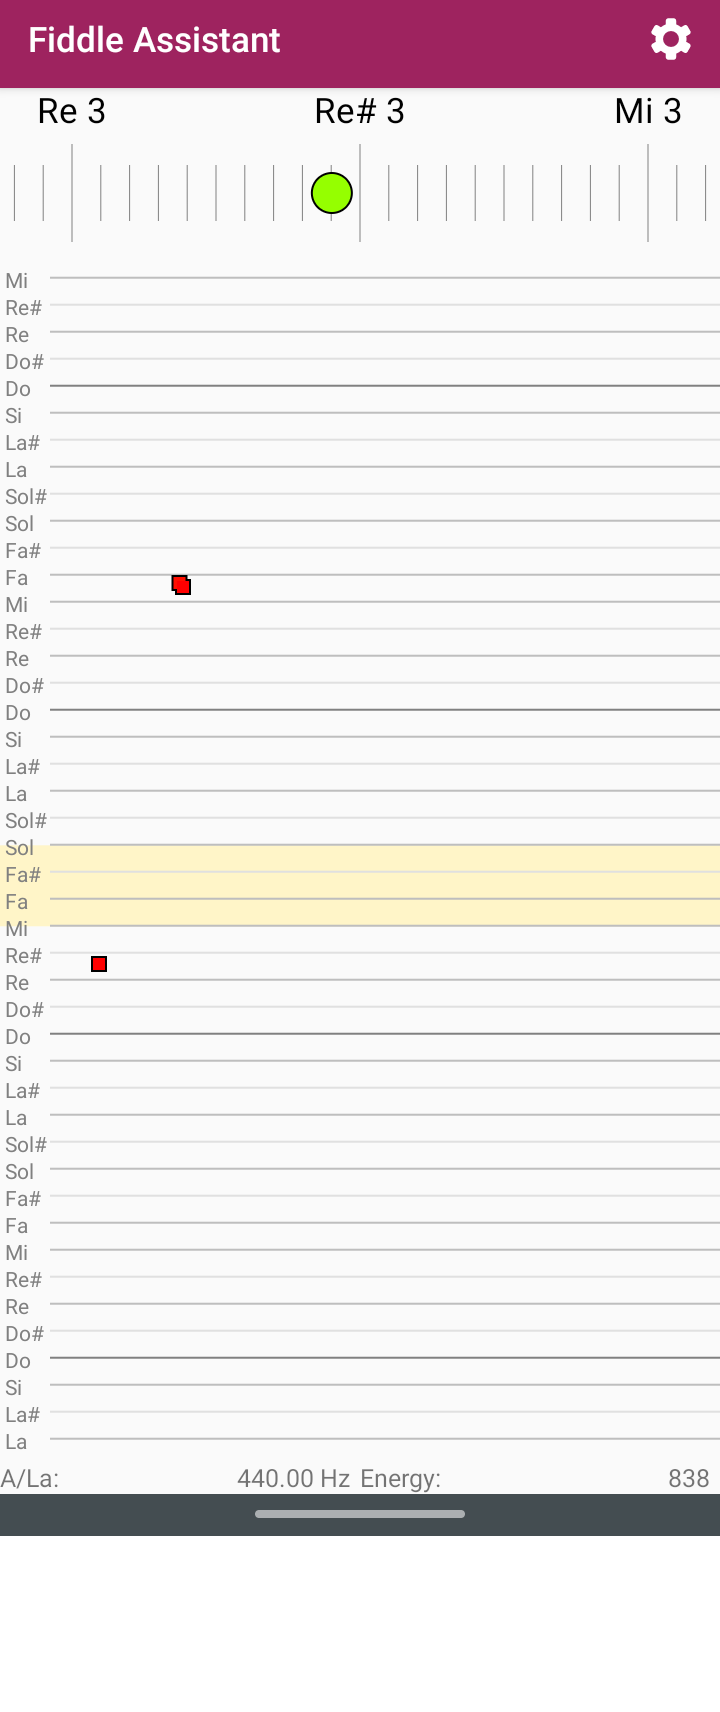 Fiddle Assistant
Re 3 Re# 3 Mi 3
Mi
Re#
Re
Do#
Do
Si
La#
La
Sol#
Sol
Fa#
Fa
Mi
Re#
Re
Do#
Do
Si
La#
La
Sol#
Sol
Fa#
Fa
Mi
Re#
Re
Do#
Do
Si
La#
La
Sol#
Sol
Fa#
Fa
Mi
Re#
Re
Do#
Do
Si
La#
La
A/La: 440.00 Hz Energy: 838